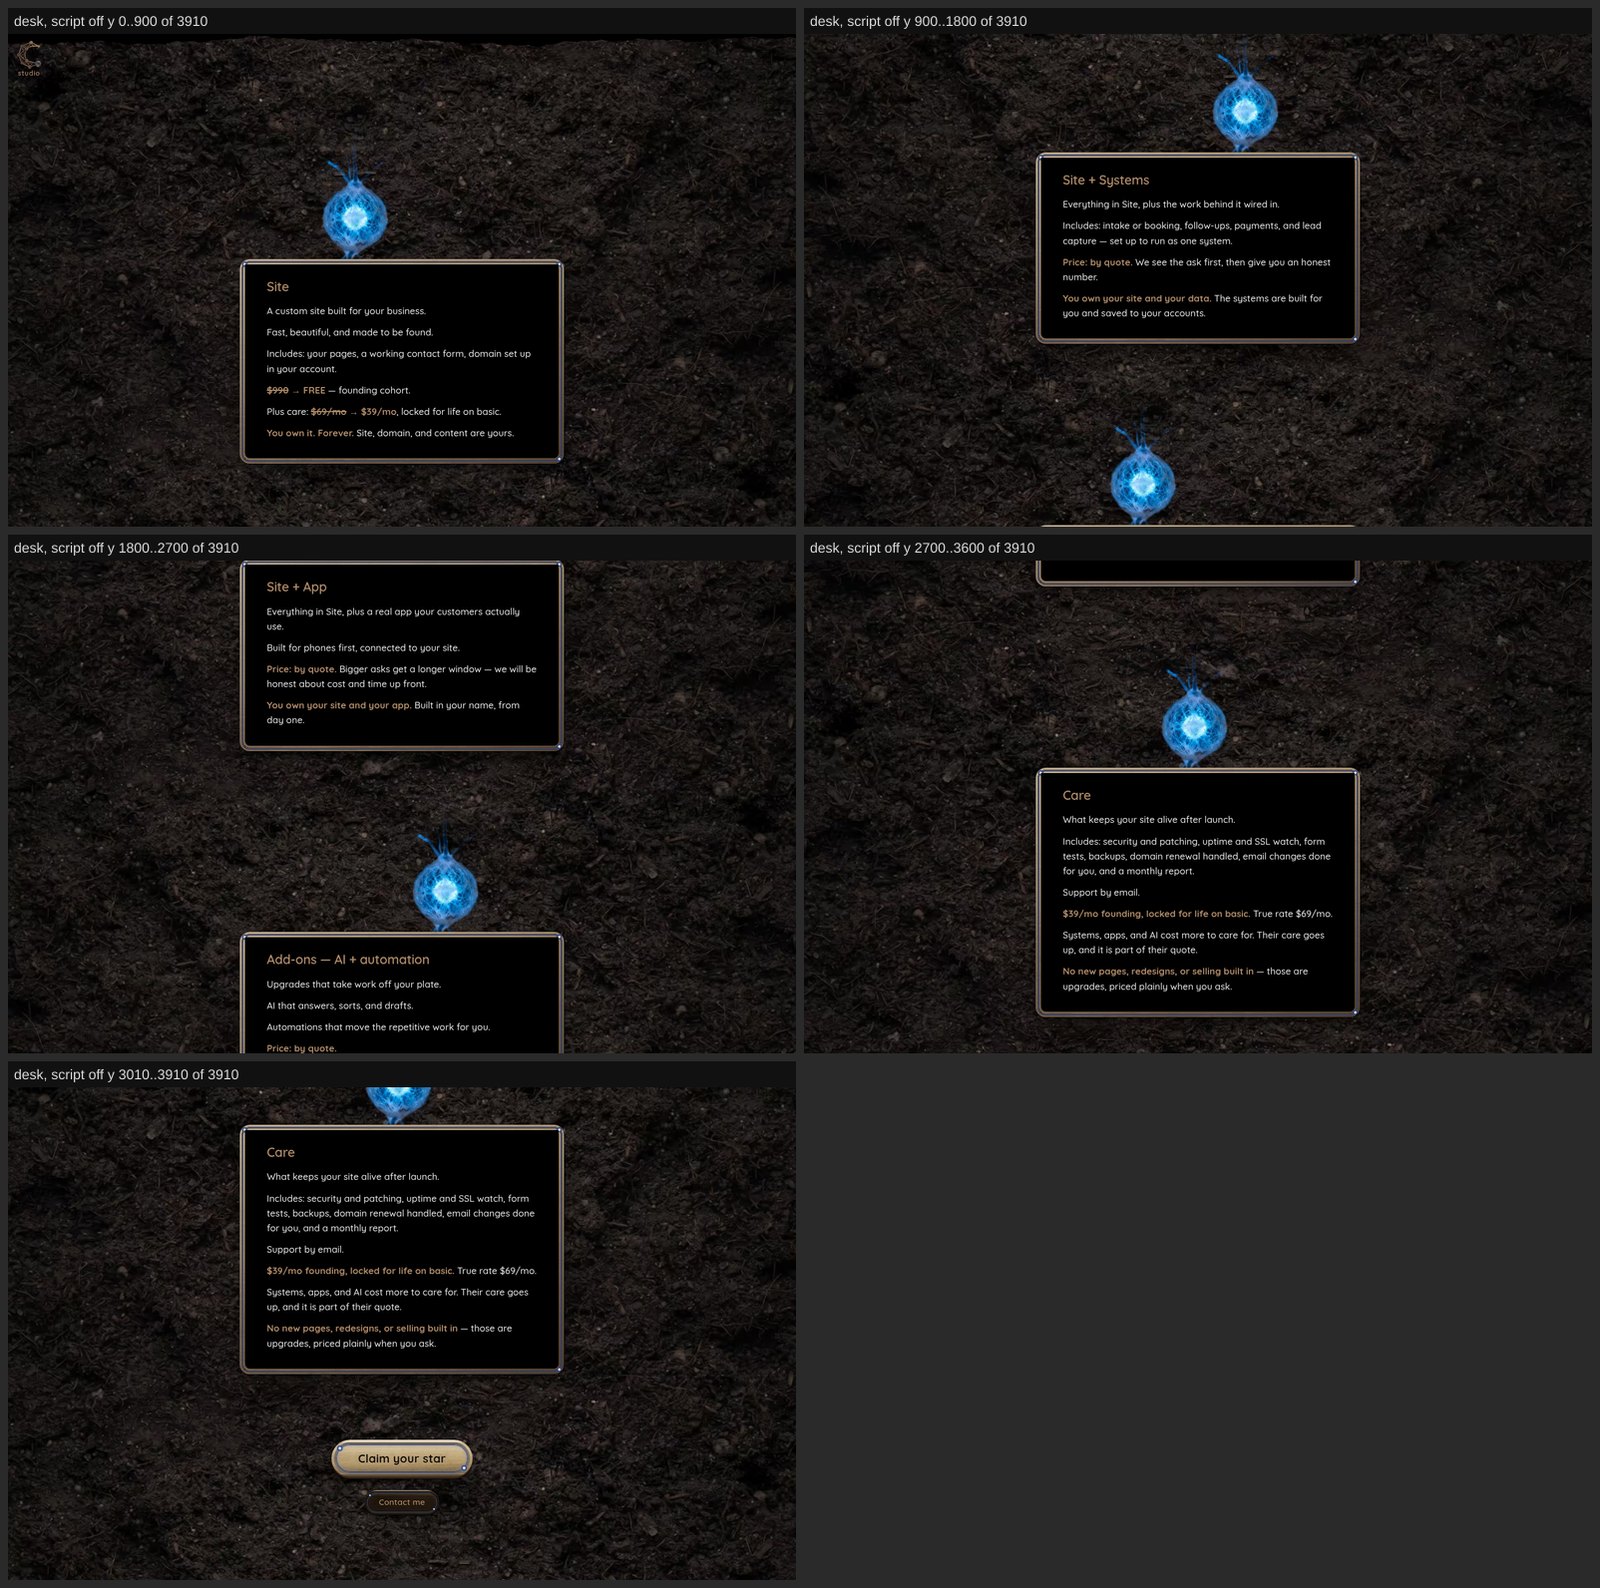 desk, script off y 0..900 of 3910
studio
Site
A custom site built for your business.
Fast, beautiful, and made to be found.
Includes: your pages, a working contact form, domain set up
in your account.
$990 → FREE — founding cohort.
Plus care: $69/mo → $39/mo, locked for life on basic.
You own it. Forever. Site, domain, and content are yours.
desk, script off y 900..1800 of 3910
Site + Systems
Everything in Site, plus the work behind it wired in.
Includes: intake or booking, follow-ups, payments, and lead
capture — set up to run as one system.
Price: by quote. We see the ask first, then give you an honest
number.
You own your site and your data. The systems are built for
you and saved to your accounts.
desk, script off y 1800..2700 of 3910
Site + App
Everything in Site, plus a real app your customers actually
use.
Built for phones first, connected to your site.
Price: by quote. Bigger asks get a longer window — we will be
honest about cost and time up front.
You own your site and your app. Built in your name, from
day one.
Add-ons — AI + automation
Upgrades that take work off your plate.
AI that answers, sorts, and drafts.
Automations that move the repetitive work for you.
Price: by quote.
desk, script off y 2700..3600 of 3910
Care
What keeps your site alive after launch.
Includes: security and patching, uptime and SSL watch, form
tests, backups, domain renewal handled, email changes done
for you, and a monthly report.
Support by email.
$39/mo founding, locked for life on basic. True rate $69/mo.
Systems, apps, and AI cost more to care for. Their care goes
up, and it is part of their quote.
No new pages, redesigns, or selling built in — those are
upgrades, priced plainly when you ask.
desk, script off y 3010..3910 of 3910
Care
What keeps your site alive after launch.
Includes: security and patching, uptime and SSL watch, form
tests, backups, domain renewal handled, email changes done
for you, and a monthly report.
Support by email.
$39/mo founding, locked for life on basic. True rate $69/mo.
Systems, apps, and AI cost more to care for. Their care goes
up, and it is part of their quote.
No new pages, redesigns, or selling built in — those are
upgrades, priced plainly when you ask.
Claim your star
Contact me